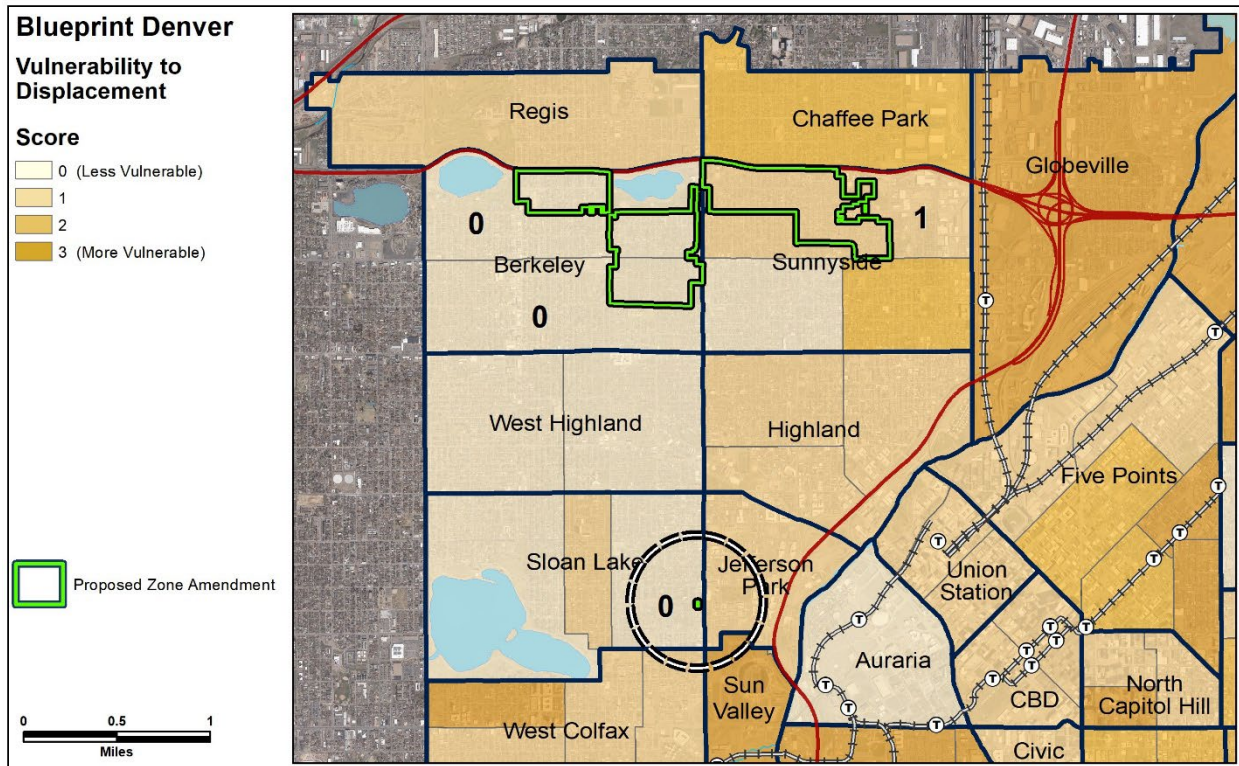 Blueprint Denver
Vulnerability to
Displacement
Score
0 (Less Vulnerable)
1
2
3 (More Vulnerable)
Proposed Zone Amendment
0 0.5 1
Miles
Regis
Chaffee Park
Globeville
0
1
Berkeley
Sunnyside
0
T
T
West Highland
Highland
Five Points
T
Sloan Lake
Jefferson
Park
0
T
T
T
Union
Station
T
T
T
T
T
Auraria
T
T
T
T
CBD
North
Capitol Hill
Sun
Valley
West Colfax
T
Civic
T